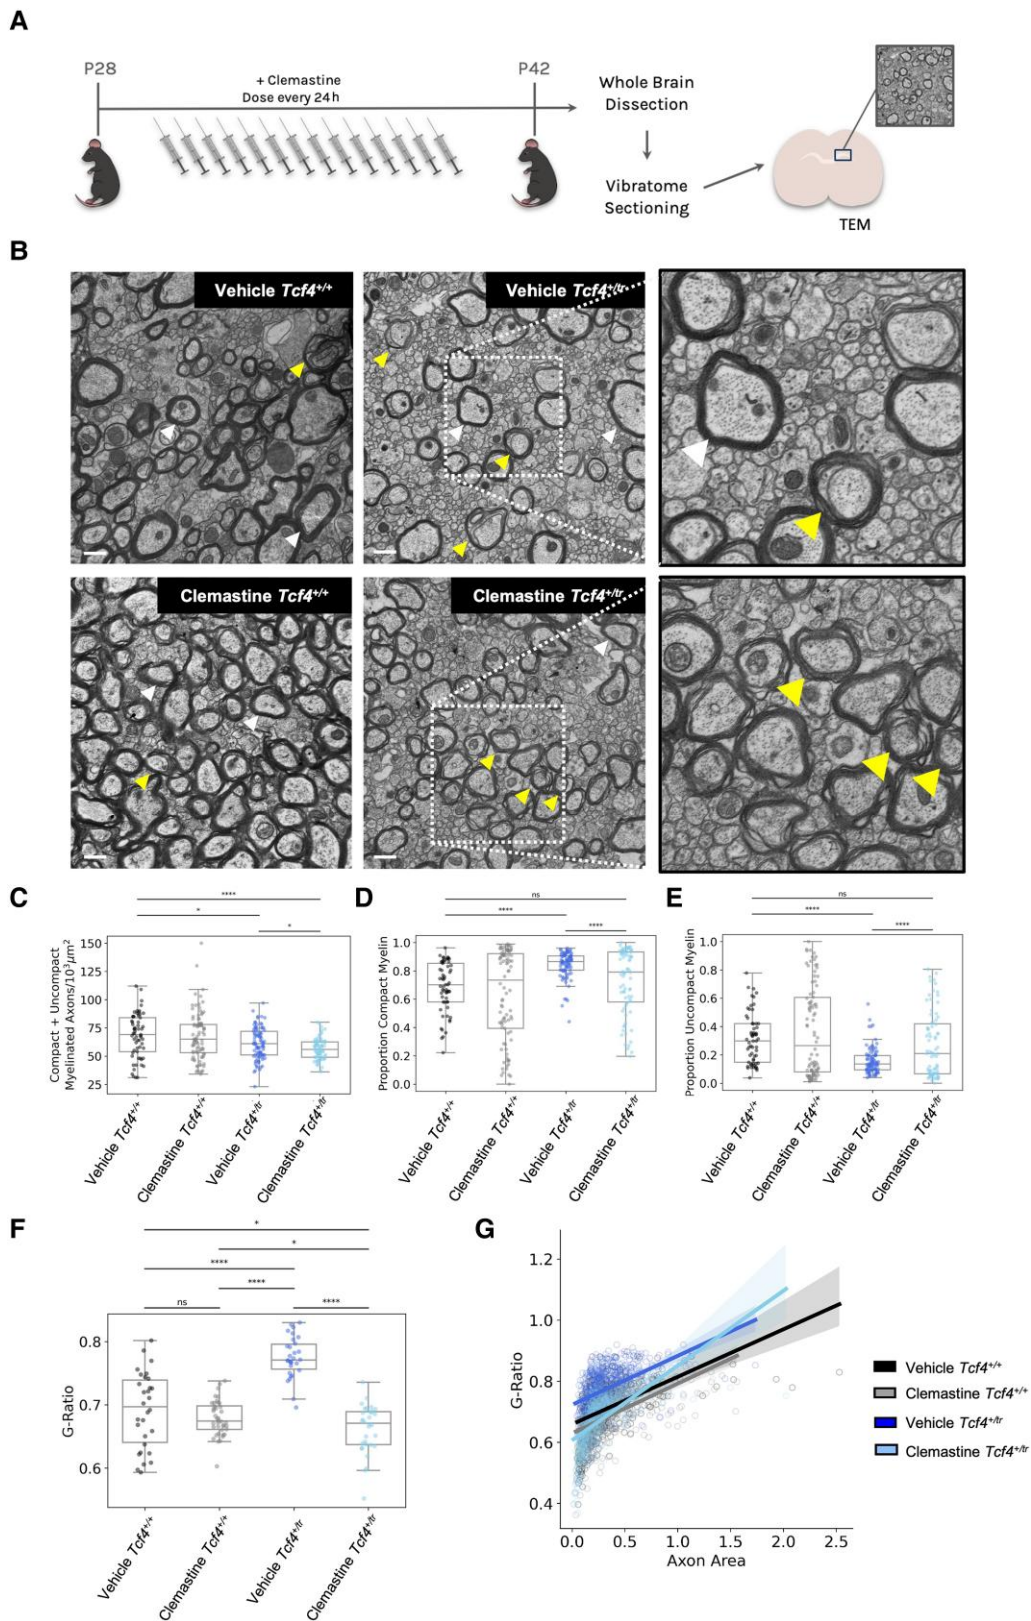 A
P28
+ Clemastine
Dose every 24h
P42
Whole Brain
Dissection
Vibratome
Sectioning
TEM
B
Vehicle Tcf4+/+
Vehicle Tcf4+/tr
Clemastine Tcf4+/+
Clemastine Tcf4+/tr
C
****
*
*
Compact + Uncompact
Myelinated Axons/10³μm²
150
125
100
75
50
25
Vehicle Tcf4+/+
Clemastine Tcf4+/+
Vehicle Tcf4+/tr
Clemastine Tcf4+/tr
D
ns
****
****
Proportion Compact Myelin
1.0
0.8
0.6
0.4
0.2
0.0
Vehicle Tcf4+/+
Clemastine Tcf4+/+
Vehicle Tcf4+/tr
Clemastine Tcf4+/tr
E
ns
****
****
Proportion Uncompact Myelin
1.0
0.8
0.6
0.4
0.2
0.0
Vehicle Tcf4+/+
Clemastine Tcf4+/+
Vehicle Tcf4+/tr
Clemastine Tcf4+/tr
F
*
*
****
****
ns
****
G-Ratio
0.8
0.7
0.6
Vehicle Tcf4+/+
Clemastine Tcf4+/+
Vehicle Tcf4+/tr
Clemastine Tcf4+/tr
G
G-Ratio
1.2
1.0
0.8
0.6
0.4
0.0 0.5 1.0 1.5 2.0 2.5
Axon Area
Vehicle Tcf4+/+
Clemastine Tcf4+/+
Vehicle Tcf4+/tr
Clemastine Tcf4+/tr